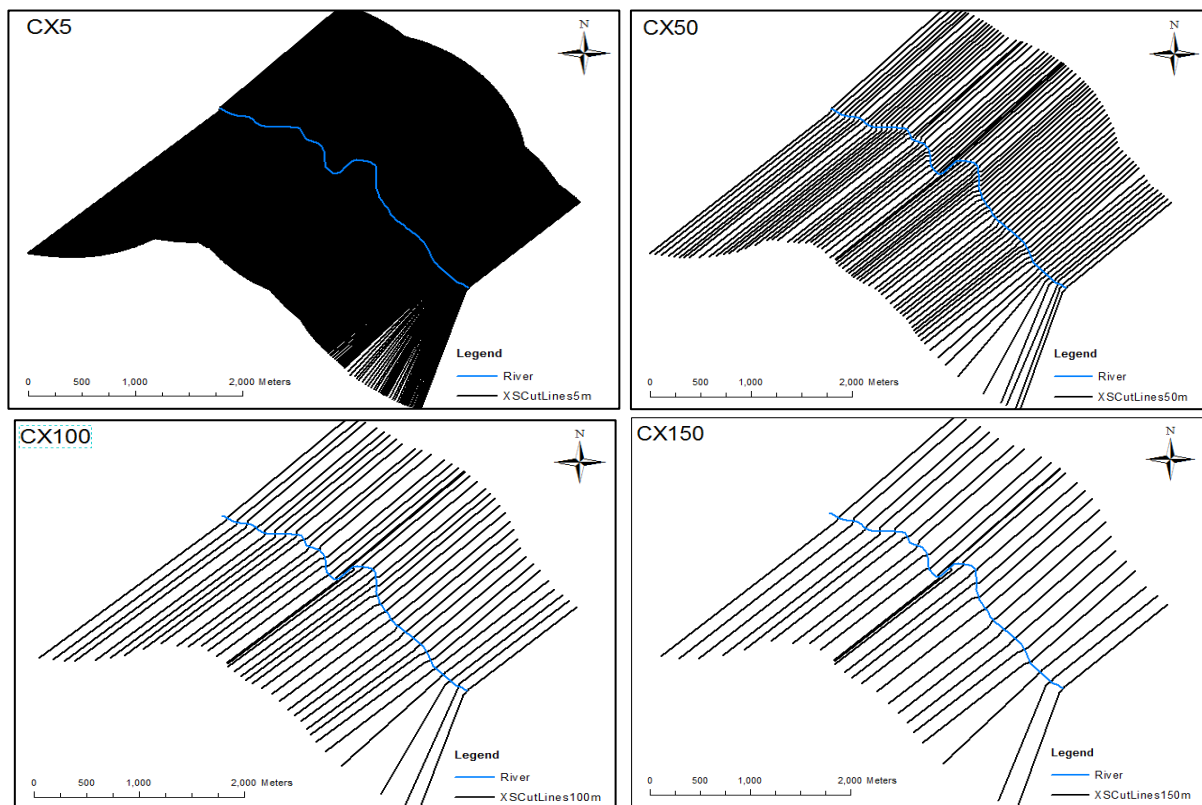 CX5
N
Legend
River
XSCutLines5m
0 500 1,000 2,000 Meters
CX50
N
Legend
River
XSCutLines50m
0 500 1,000 2,000 Meters
CX100
N
Legend
River
XSCutLines100m
0 500 1,000 2,000 Meters
CX150
N
Legend
River
XSCutLines150m
0 500 1,000 2,000 Meters